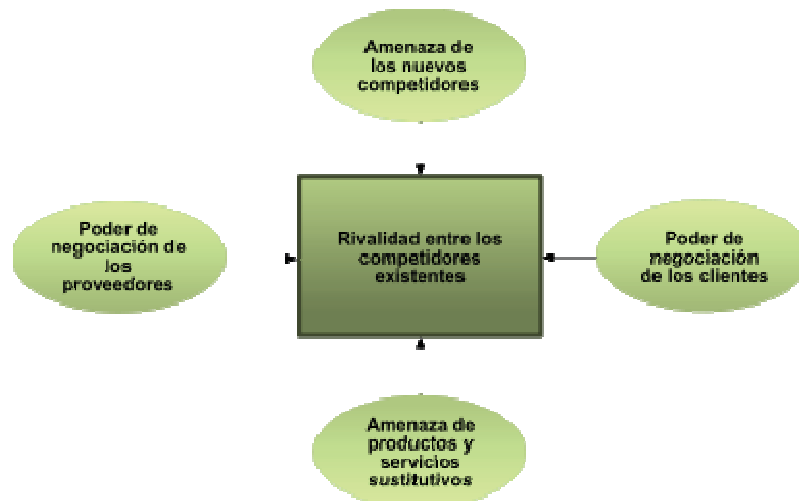 Amenaza de
los nuevos
competidores
Poder de
negociación de
los
proveedores
Rivalidad entre los
competidores
existentes
Poder de
negociación
de los clientes
Amenaza de
productos y
servicios
sustitutivos